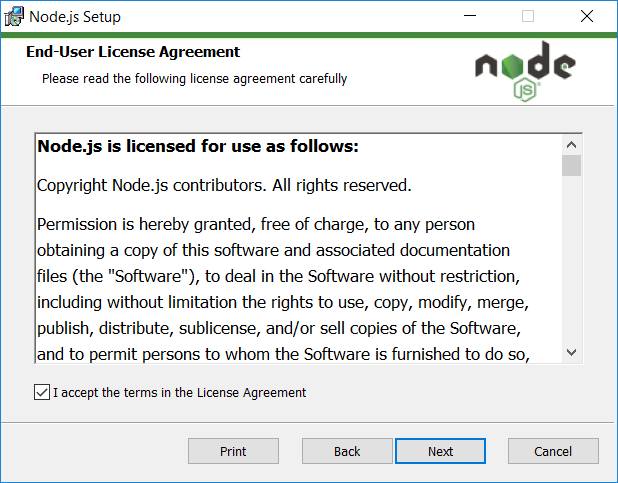 Node.js Setup
End-User License Agreement
Please read the following license agreement carefully
node
JS
Node.js is licensed for use as follows:
Copyright Node.js contributors. All rights reserved.
Permission is hereby granted, free of charge, to any person
obtaining a copy of this software and associated documentation
files (the "Software"), to deal in the Software without restriction,
including without limitation the rights to use, copy, modify, merge,
publish, distribute, sublicense, and/or sell copies of the Software,
and to permit persons to whom the Software is furnished to do so,
I accept the terms in the License Agreement
Print Back Next Cancel